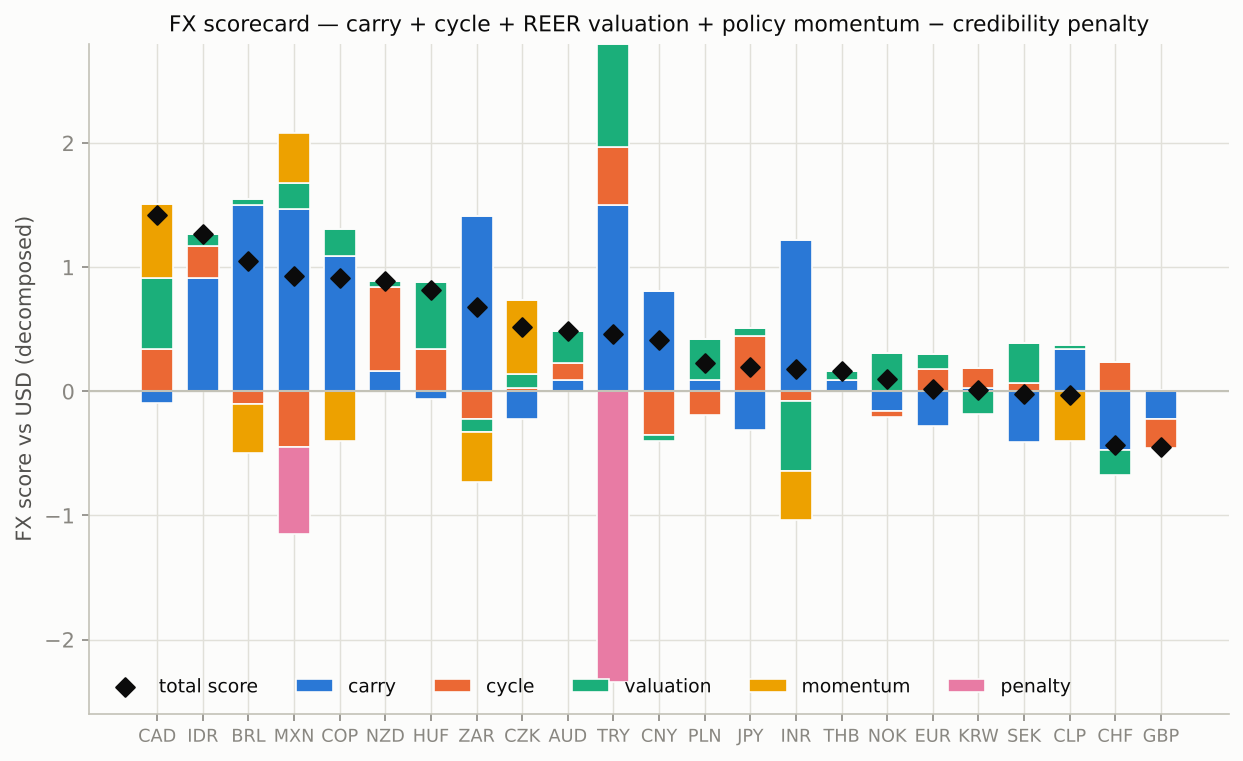 FX scorecard — carry + cycle + REER valuation + policy momentum − credibility penalty
FX score vs USD (decomposed)
2
1
0
−1
−2
total score carry cycle valuation momentum penalty
CAD IDR BRL MXN COP NZD HUF ZAR CZK AUD TRY CNY PLN JPY INR THB NOK EUR KRW SEK CLP CHF GBP